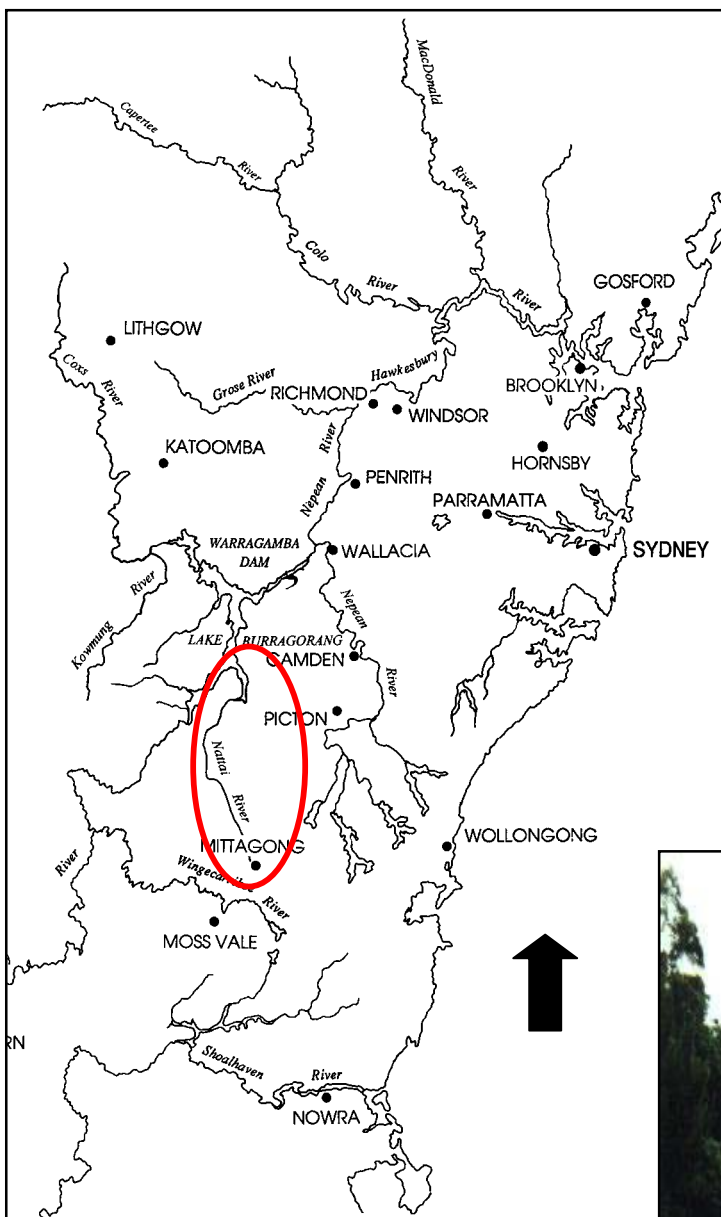 MacDonald
River
Capertee
River
Colo
River
River
GOSFORD
LITHGOW
Coxs
River
Grose River
Hawkesbury
BROOKLYN
RICHMOND
WINDSOR
KATOOMBA
River
HORNSBY
Nepean
PENRITH
PARRAMATTA
WARRAGAMBA
DAM
WALLACIA
SYDNEY
Kowmung
River
Nepean
LAKE BURRAGORANG
CAMDEN
River
PICTON
Nattai
River
WOLLONGONG
MITTAGONG
River
Wingecarribee
River
MOSS VALE
RN
Shoalhaven
River
NOWRA